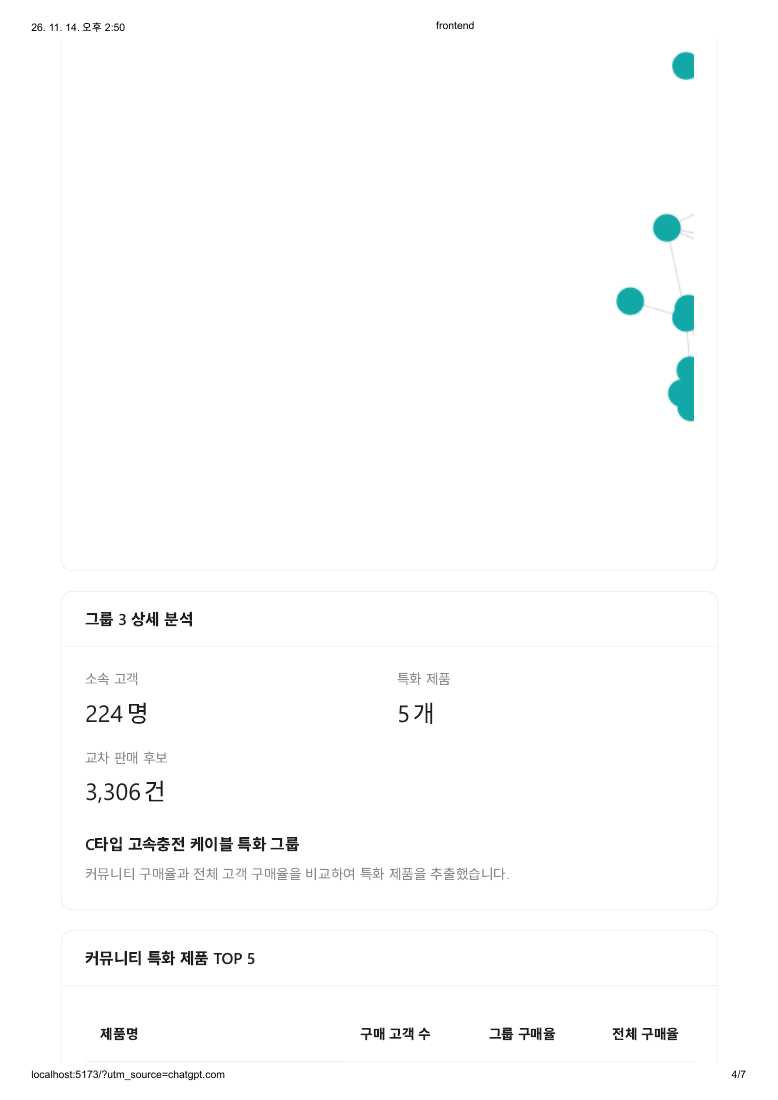 26. 11. 14. 오후 2:50 frontend
그룹 3 상세 분석
소속 고객 특화 제품
224 명 5 개
교차 판매 후보
3,306 건
C타입 고속충전 케이블 특화 그룹
커뮤니티 구매율과 전체 고객 구매율을 비교하여 특화 제품을 추출했습니다.
커뮤니티 특화 제품 TOP 5
제품명 구매 고객 수 그룹 구매율 전체 구매율
localhost:5173/?utm_source=chatgpt.com 4/7